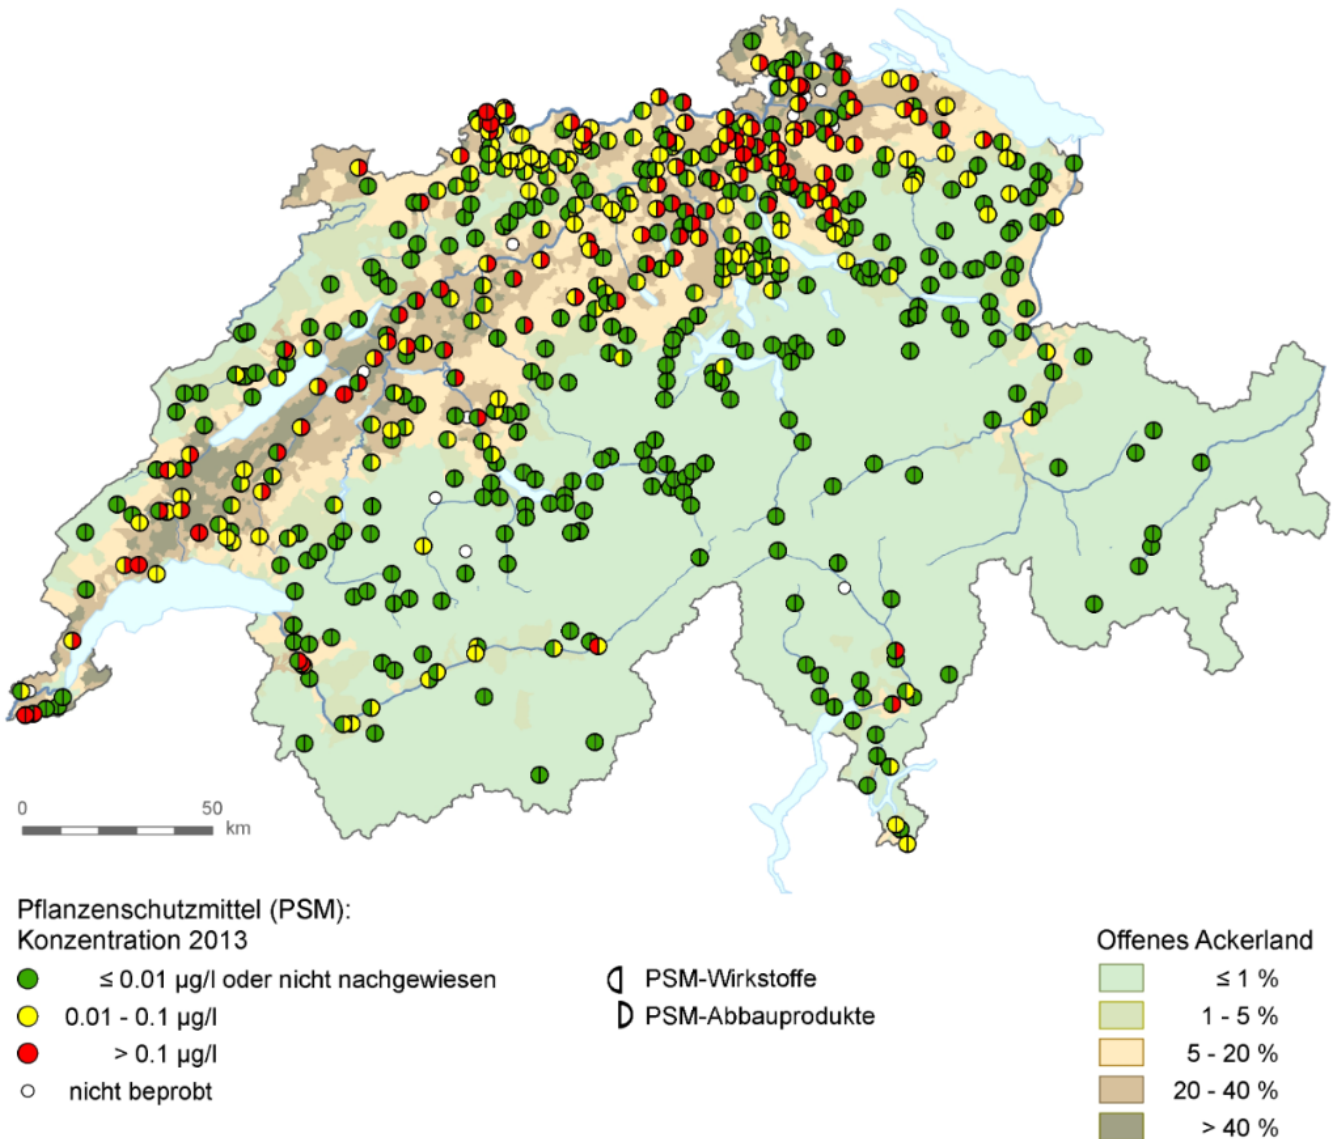 0 50
km
Pflanzenschutzmittel (PSM):
Konzentration 2013
≤ 0.01 µg/l oder nicht nachgewiesen
0.01 - 0.1 µg/l
> 0.1 µg/l
nicht beprobt
PSM-Wirkstoffe
PSM-Abbauprodukte
Offenes Ackerland
≤ 1 %
1 - 5 %
5 - 20 %
20 - 40 %
> 40 %